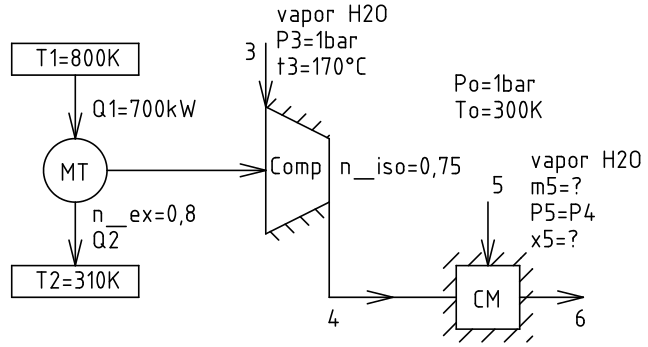 vapor H2O
P3=1bar
t3=170°C
3
T1=800K
Po=1bar
To=300K
Q1=700kW
MT
Comp
n__iso=0,75
vapor H2O
m5=?
P5=P4
x5=?
5
n__ex=0,8
Q2
T2=310K
CM
4
6